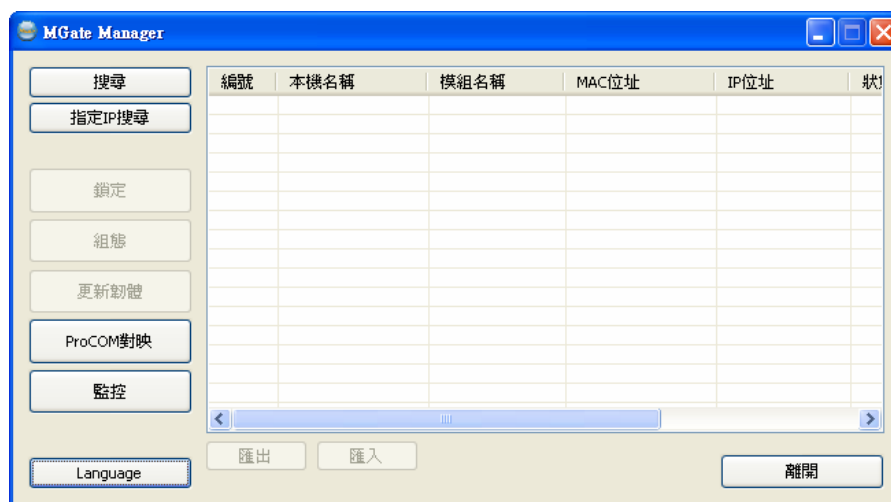 MGate Manager
搜尋
指定IP搜尋
鎖定
組態
更新韌體
ProCOM對映
監控
Language
編號 本機名稱 模組名稱 MAC位址 IP位址
匯出 匯入
離開